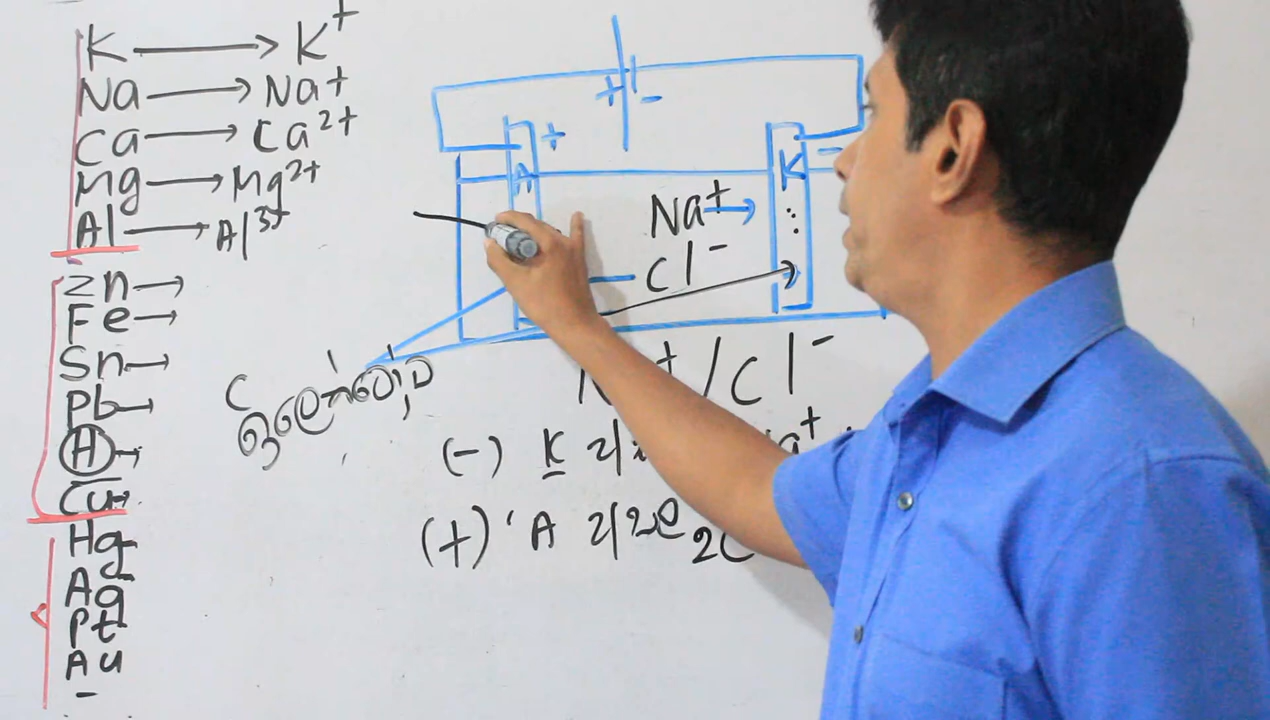 K → K⁺
Na → Na⁺
Ca → Ca²⁺
Mg → Mg²⁺
Al → Al³⁺
Zn →
Fe →
Sn →
Pb →
H →
Cu →
Hg
Ag
Pt
Au
-
+ -
+
A
K -
Na⁺ →
Cl⁻
C
⁺ / Cl⁻
(-) K a⁺
(+) A 2C